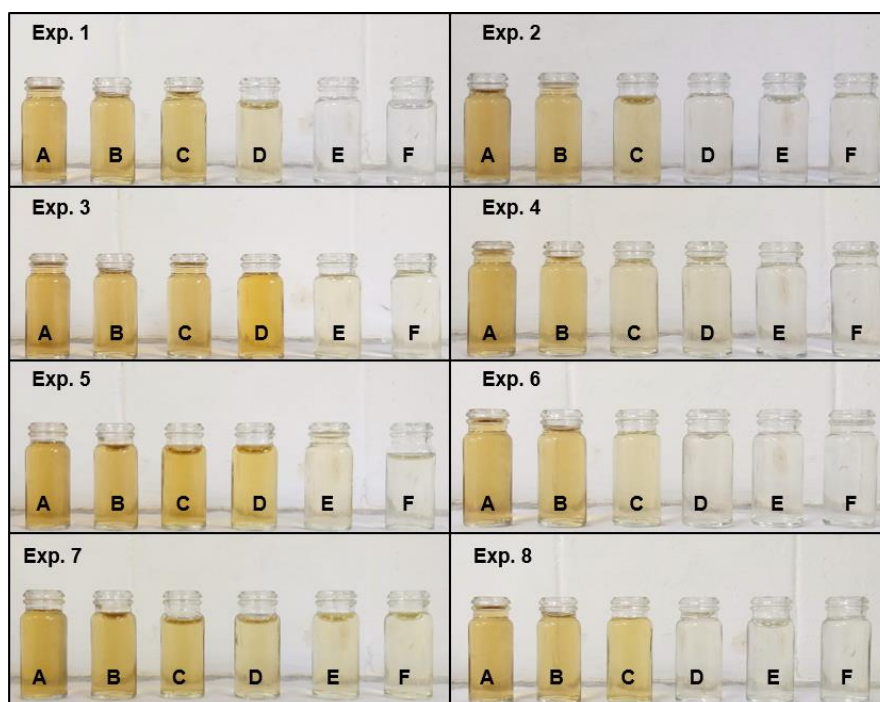 Exp. 1
A B C D E F
Exp. 2
A B C D E F
Exp. 3
A B C D E F
Exp. 4
A B C D E F
Exp. 5
A B C D E F
Exp. 6
A B C D E F
Exp. 7
A B C D E F
Exp. 8
A B C D E F